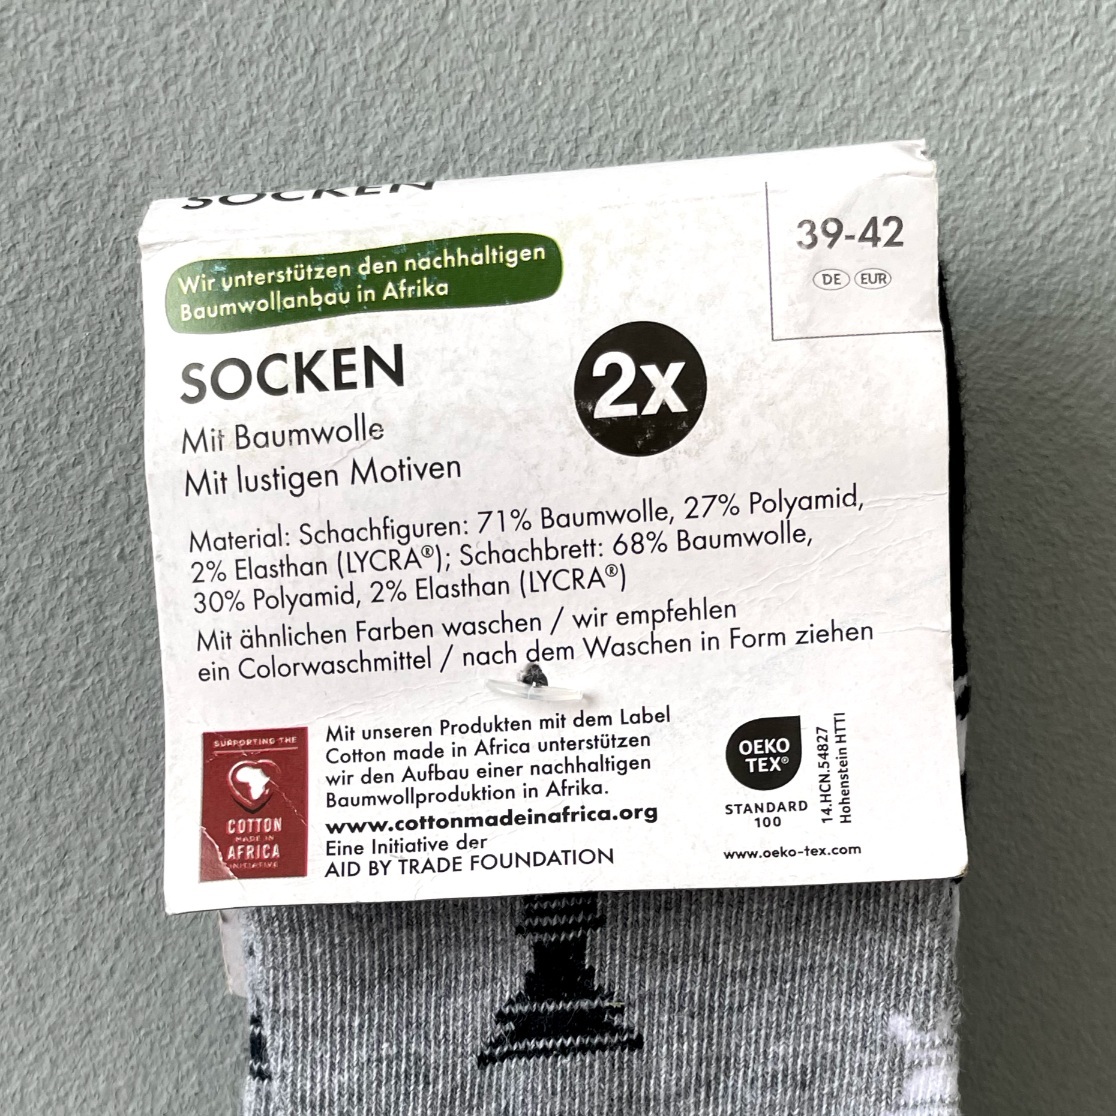 SOCKEN
39-42
DE EUR
Wir unterstützen den nachhaltigen
Baumwollanbau in Afrika
SOCKEN
2x
Mit Baumwolle
Mit lustigen Motiven
Material: Schachfiguren: 71% Baumwolle, 27% Polyamid,
2% Elasthan (LYCRA®); Schachbrett: 68% Baumwolle,
30% Polyamid, 2% Elasthan (LYCRA®)
Mit ähnlichen Farben waschen / wir empfehlen
ein Colorwaschmittel / nach dem Waschen in Form ziehen
SUPPORTING THE
COTTON
MADE IN
AFRICA
INITIATIVE
Mit unseren Produkten mit dem Label
Cotton made in Africa unterstützen
wir den Aufbau einer nachhaltigen
Baumwollproduktion in Afrika.
www.cottonmadeinafrica.org
Eine Initiative der
AID BY TRADE FOUNDATION
OEKO
TEX®
STANDARD
100
14.HCN.54827
Hohenstein HTTI
www.oeko-tex.com